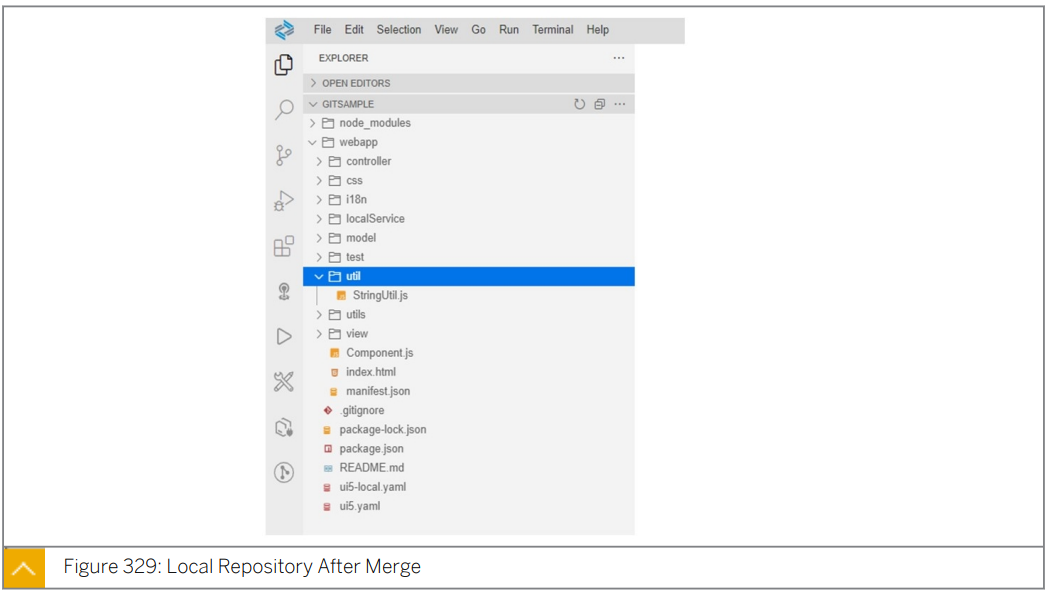 File Edit Selection View Go Run Terminal Help
EXPLORER
OPEN EDITORS
GITSAMPLE
node_modules
webapp
controller
css
i18n
localService
model
test
util
StringUtil.js
utils
view
Component.js
index.html
manifest.json
.gitignore
package-lock.json
package.json
README.md
ui5-local.yaml
ui5.yaml
Figure 329: Local Repository After Merge